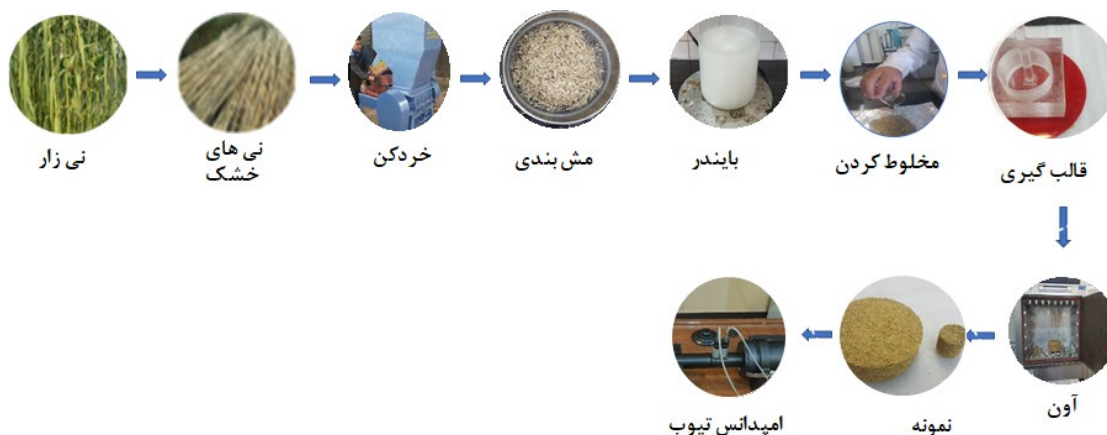 نی زار
نی های
خشک
خردکن
مش بندی
بایندر
مخلوط کردن
قالب گیری
آون
نمونه
امپدانس تیوب